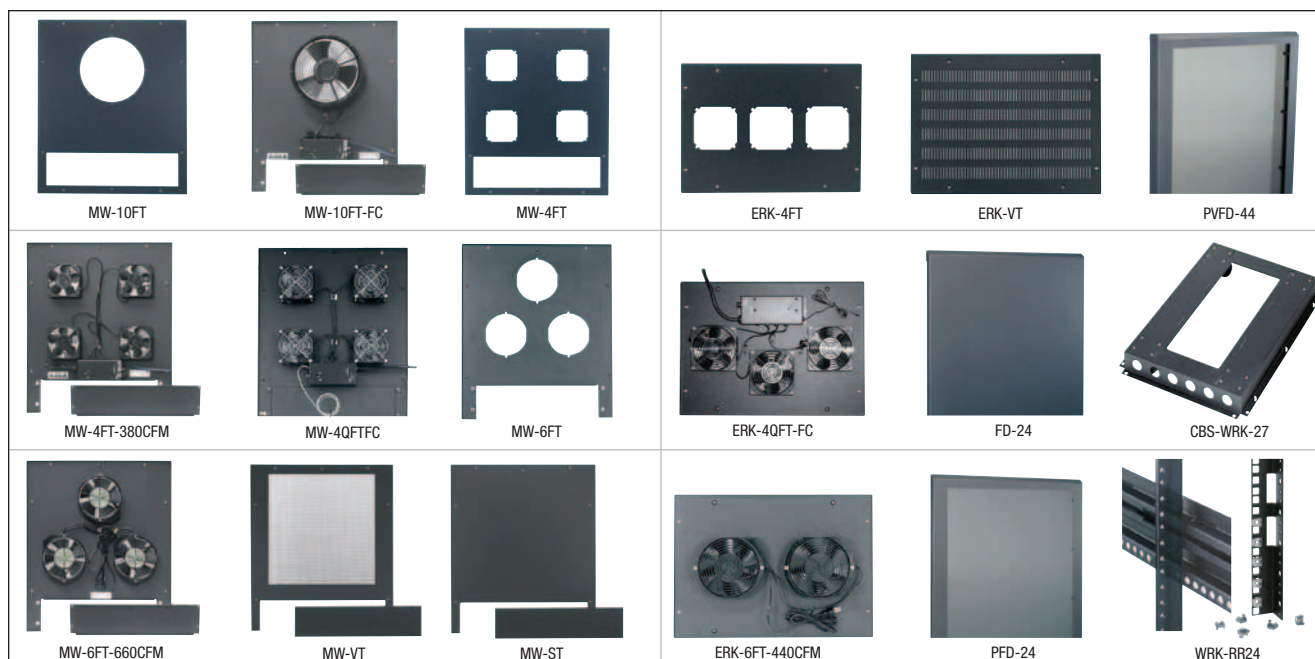 MW-10FT
MW-10FT-FC
MW-4FT
ERK-4FT
ERK-VT
PVFD-44
MW-4FT-380CFM
MW-4QFTFC
MW-6FT
ERK-4QFT-FC
FD-24
CBS-WRK-27
MW-6FT-660CFM
MW-VT
MW-ST
ERK-6FT-440CFM
PFD-24
WRK-RR24